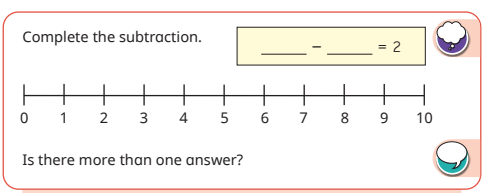 Complete the subtraction.
_____ – _____ = 2
0 1 2 3 4 5 6 7 8 9 10
Is there more than one answer?